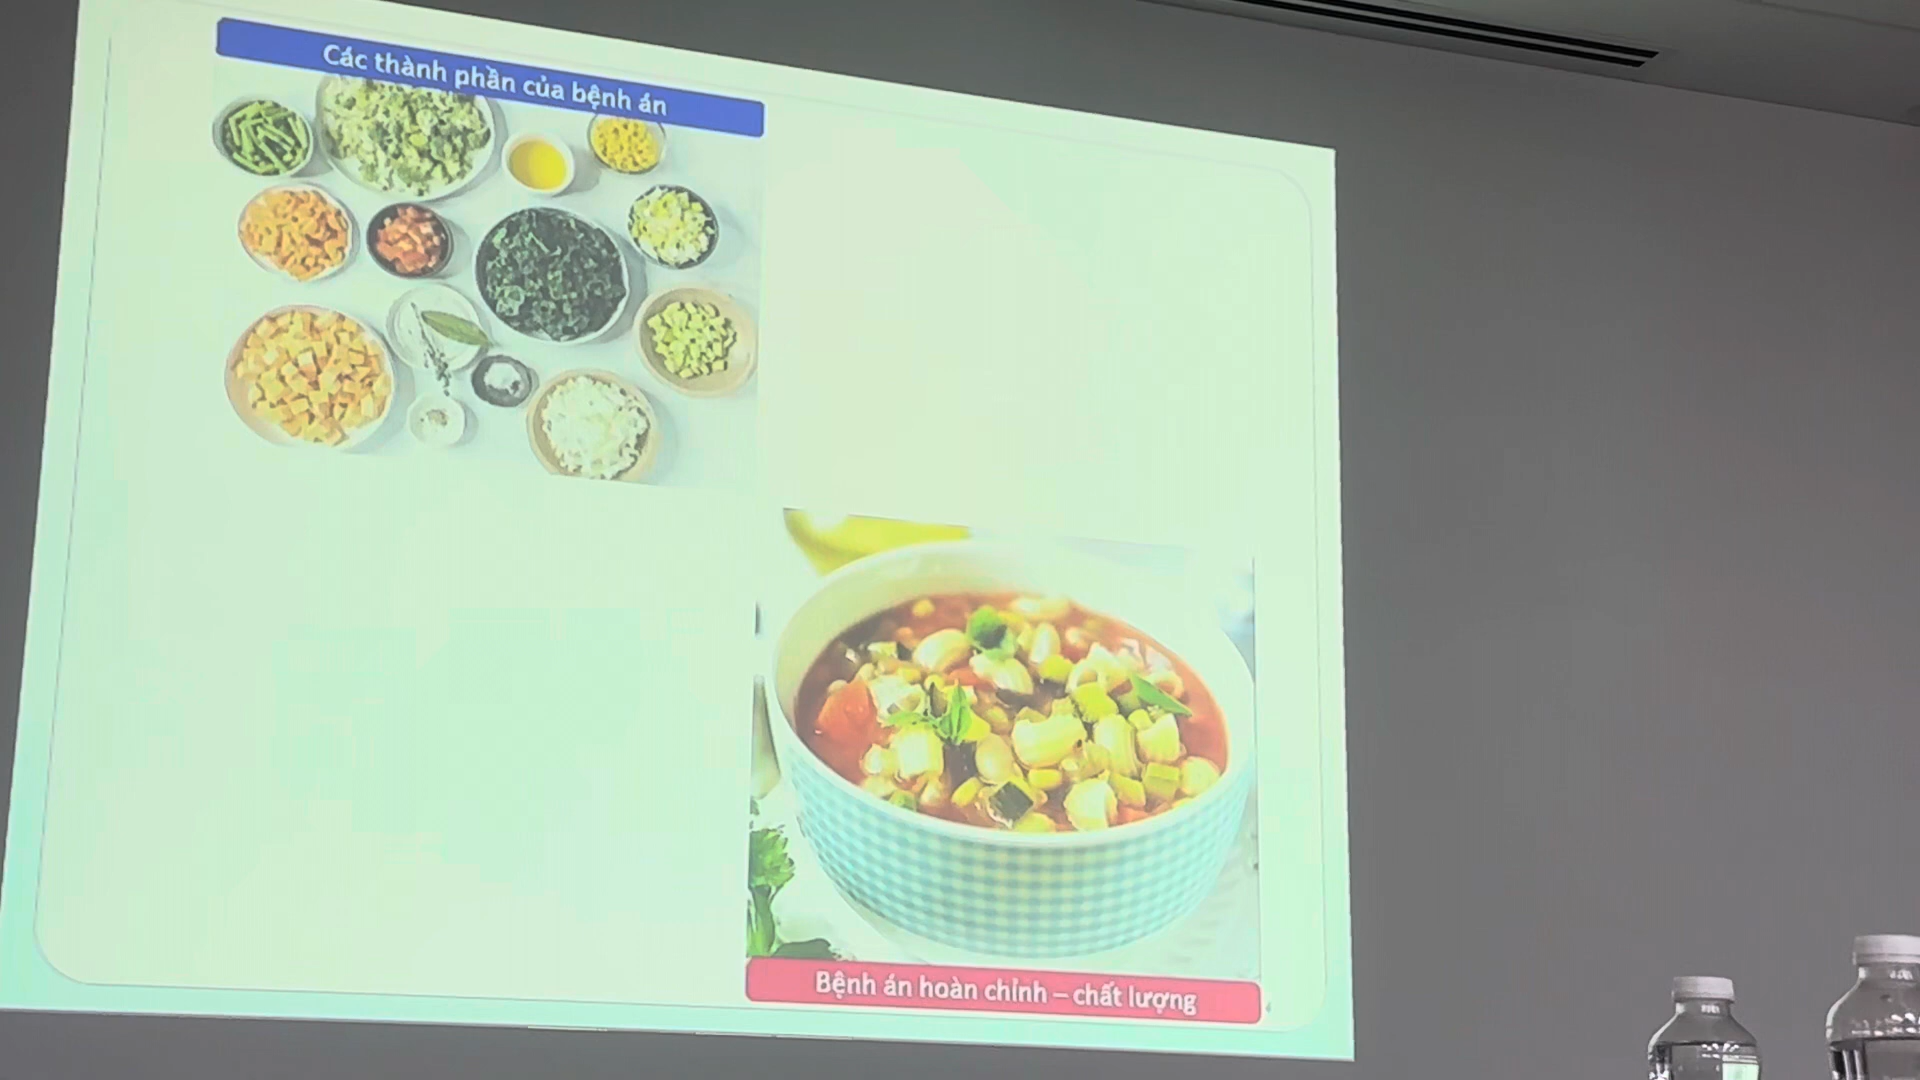 Các thành phần của bệnh án
Bệnh án hoàn chỉnh – chất lượng